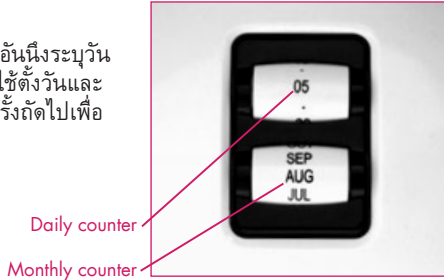 อันนึงระบุวัน
ใช้ตั้งวันและ
รั้งถัดไปเพื่อ
05
SEP
AUG
JUL
Daily counter
Monthly counter